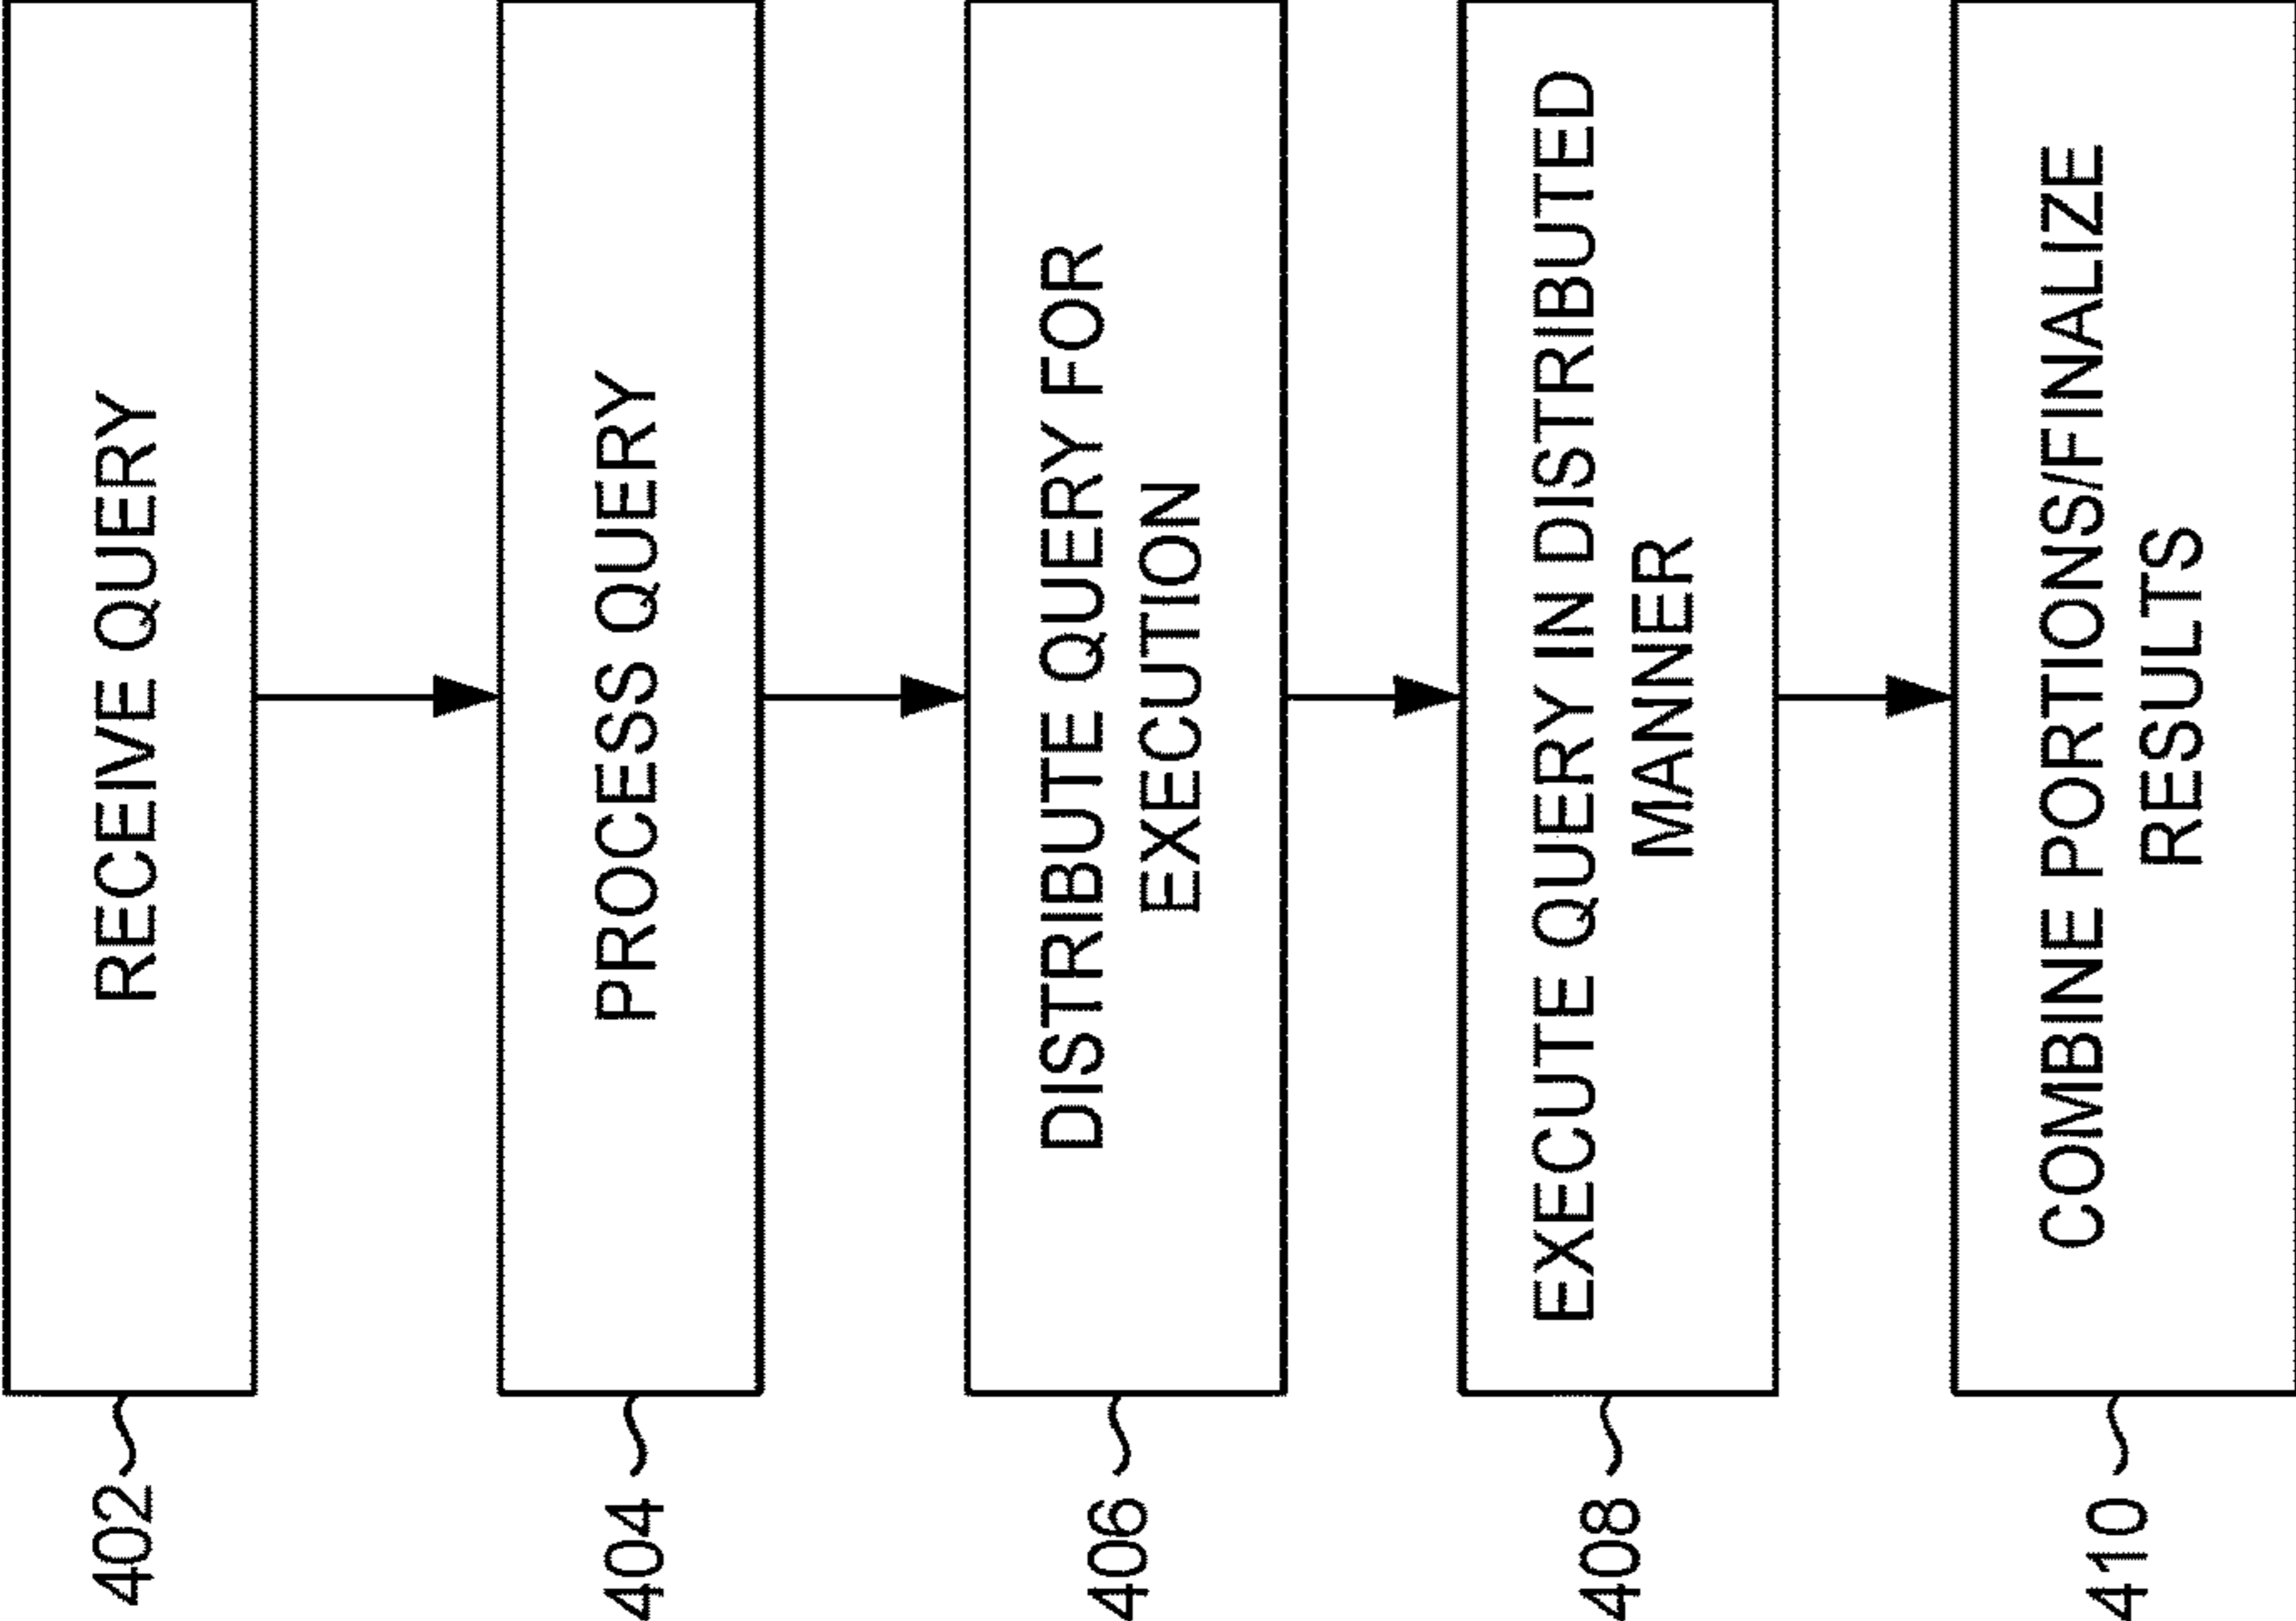 402
RECEIVE QUERY
404
PROCESS QUERY
406
DISTRIBUTE QUERY FOR
EXECUTION
408
EXECUTE QUERY IN DISTRIBUTED
MANNER
410
COMBINE PORTIONS/FINALIZE
RESULTS